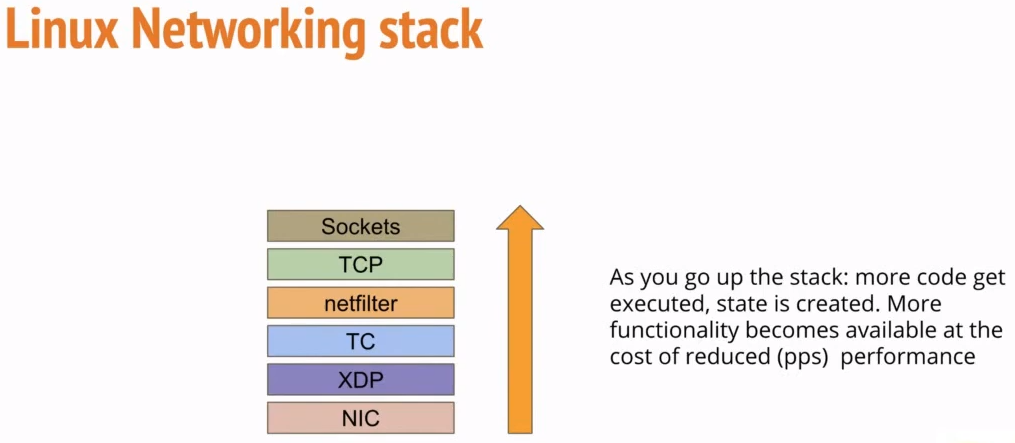 Linux Networking stack
Sockets
TCP
netfilter
TC
XDP
NIC
As you go up the stack: more code get
executed, state is created. More
functionality becomes available at the
cost of reduced (pps) performance